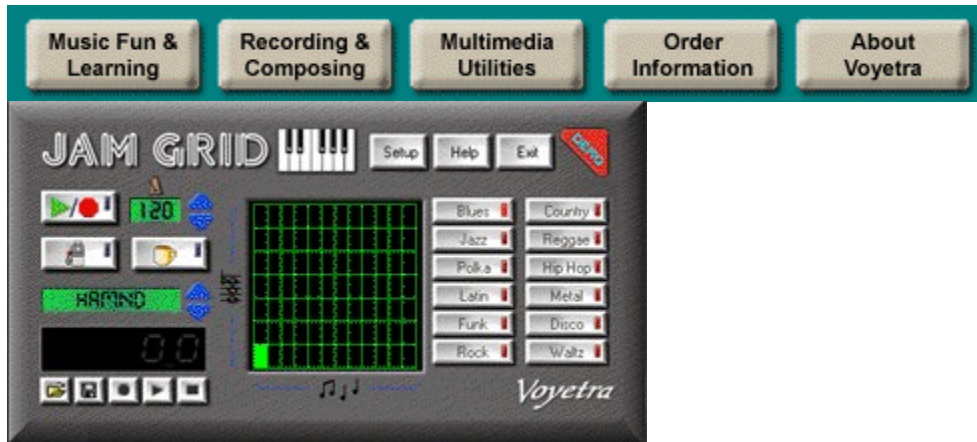 Music Fun &
Learning
Recording &
Composing
Multimedia
Utilities
Order
Information
About
Voyetra
JAM GRID
Setup
Help
Exit
DEMO
120
Blues
Country
Jazz
Reggae
Polka
Hip Hop
HAMND
Latin
Metal
Funk
Disco
00
Rock
Waltz
Voyetra